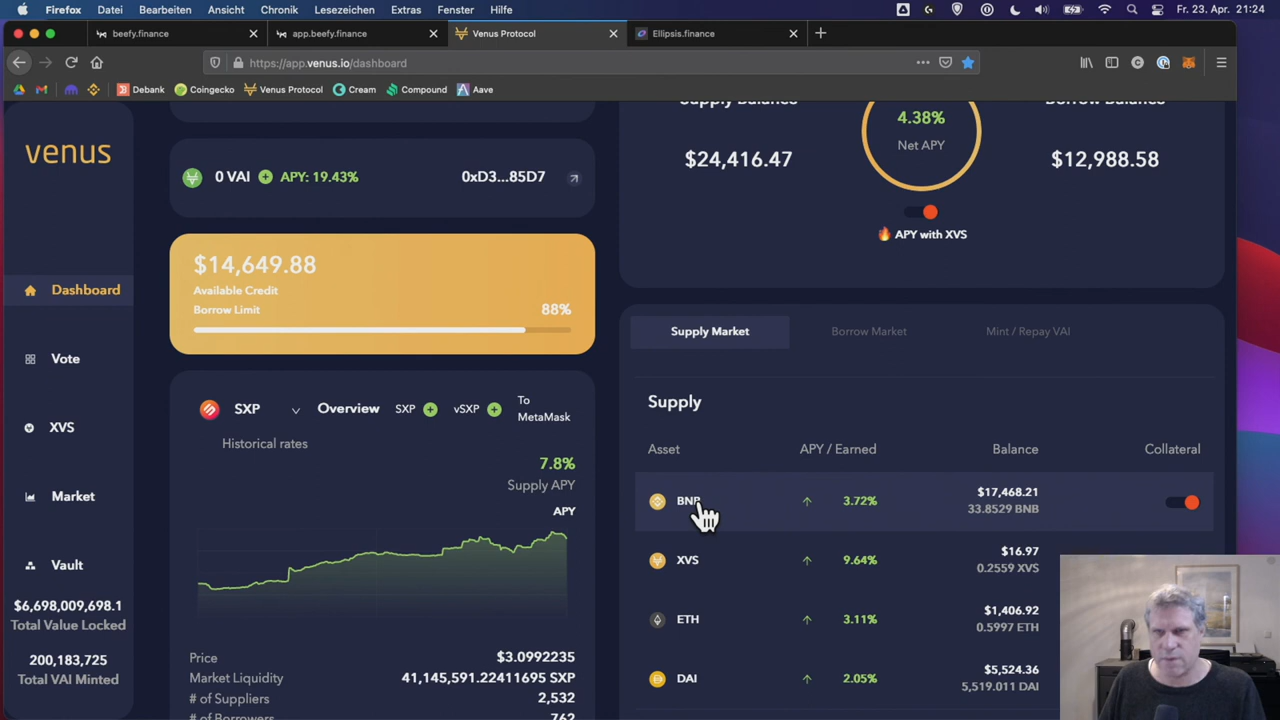 Firefox Datei Bearbeiten Ansicht Chronik Lesezeichen Extras Fenster Hilfe Fr. 23. Apr. 21:24
beefy.finance app.beefy.finance Venus Protocol Ellipsis.finance
https://app.venus.io/dashboard
Debank Coingecko Venus Protocol Cream Compound Aave
venus
Dashboard
Vote
XVS
Market
Vault
$6,698,009,698.1
Total Value Locked
200,183,725
Total VAI Minted
0 VAI APY: 19.43% 0xD3...85D7
$14,649.88
Available Credit
Borrow Limit 88%
SXP Overview SXP vSXP To
MetaMask
Historical rates
7.8%
Supply APY
APY
Price $3.0992235
Market Liquidity 41,145,591.22411695 SXP
# of Suppliers 2,532
# of Borrowers 762
Supply Balance Borrow Balance
4.38%
Net APY
$24,416.47 $12,988.58
APY with XVS
Supply Market Borrow Market Mint / Repay VAI
Supply
Asset APY / Earned Balance Collateral
BNB 3.72% $17,468.21
33.8529 BNB
XVS 9.64% $16.97
0.2559 XVS
ETH 3.11% $1,406.92
0.5997 ETH
DAI 2.05% $5,524.36
5,519.011 DAI